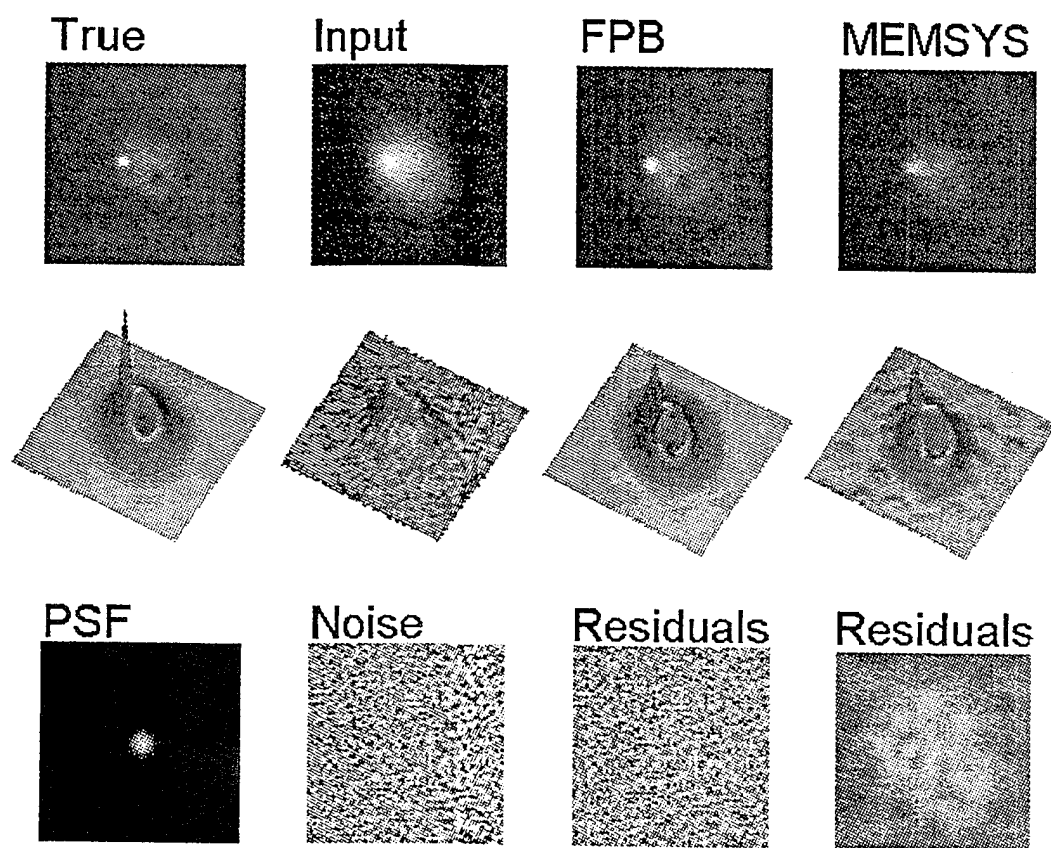 True
Input
FPB
MEMSYS
PSF
Noise
Residuals
Residuals